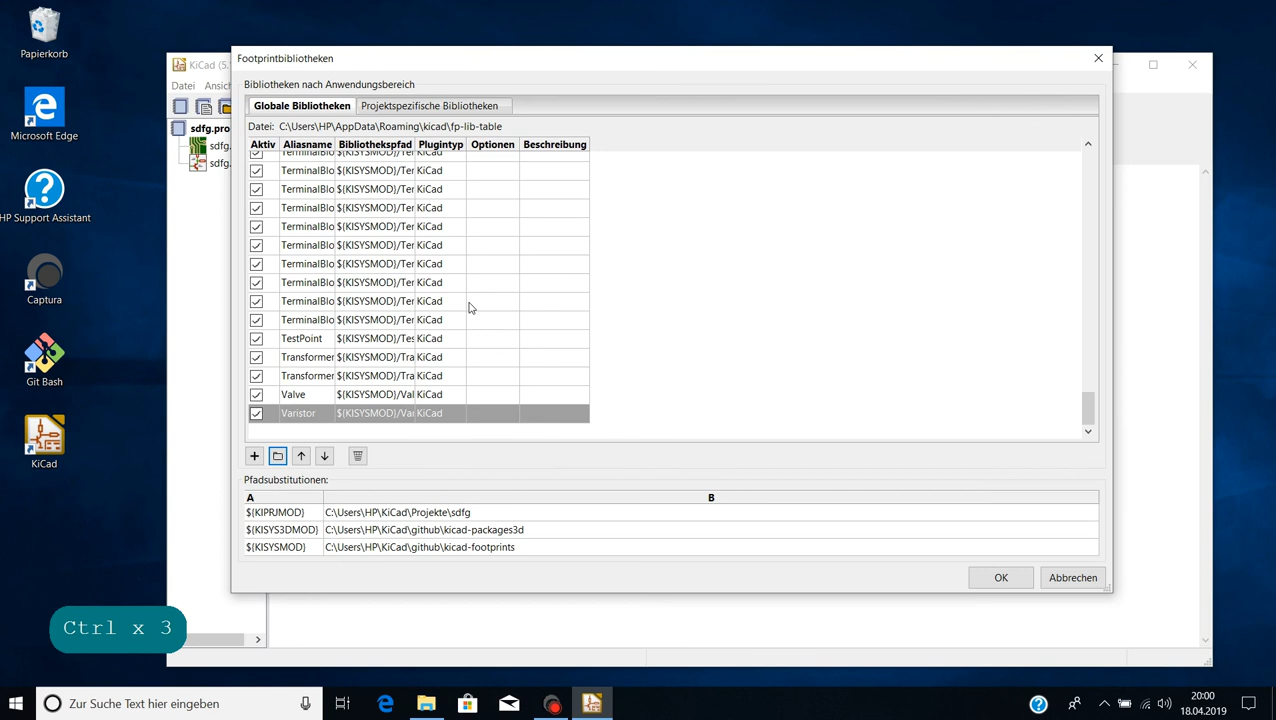 Papierkorb
Microsoft Edge
HP Support Assistant
Captura
Git Bash
KiCad
KiCad (5.
Datei Ansich
sdfg.pro
sdfg.
sdfg.
Footprintbibliotheken
Bibliotheken nach Anwendungsbereich
Globale Bibliotheken Projektspezifische Bibliotheken
Datei: C:\Users\HP\AppData\Roaming\kicad\fp-lib-table
Aktiv Aliasname Bibliothekspfad Plugintyp Optionen Beschreibung
TerminalBlo ${KISYSMOD}/Ter KiCad
TerminalBlo ${KISYSMOD}/Ter KiCad
TerminalBlo ${KISYSMOD}/Ter KiCad
TerminalBlo ${KISYSMOD}/Ter KiCad
TerminalBlo ${KISYSMOD}/Ter KiCad
TerminalBlo ${KISYSMOD}/Ter KiCad
TerminalBlo ${KISYSMOD}/Ter KiCad
TerminalBlo ${KISYSMOD}/Ter KiCad
TerminalBlo ${KISYSMOD}/Ter KiCad
TerminalBlo ${KISYSMOD}/Ter KiCad
TestPoint ${KISYSMOD}/Tes KiCad
Transformer ${KISYSMOD}/Tra KiCad
Transformer ${KISYSMOD}/Tra KiCad
Valve ${KISYSMOD}/Val KiCad
Varistor ${KISYSMOD}/Var KiCad
Pfadsubstitutionen:
A B
${KIPRJMOD} C:\Users\HP\KiCad\Projekte\sdfg
${KISYS3DMOD} C:\Users\HP\KiCad\github\kicad-packages3d
${KISYSMOD} C:\Users\HP\KiCad\github\kicad-footprints
OK Abbrechen
Ctrl x 3
Zur Suche Text hier eingeben
20:00
18.04.2019